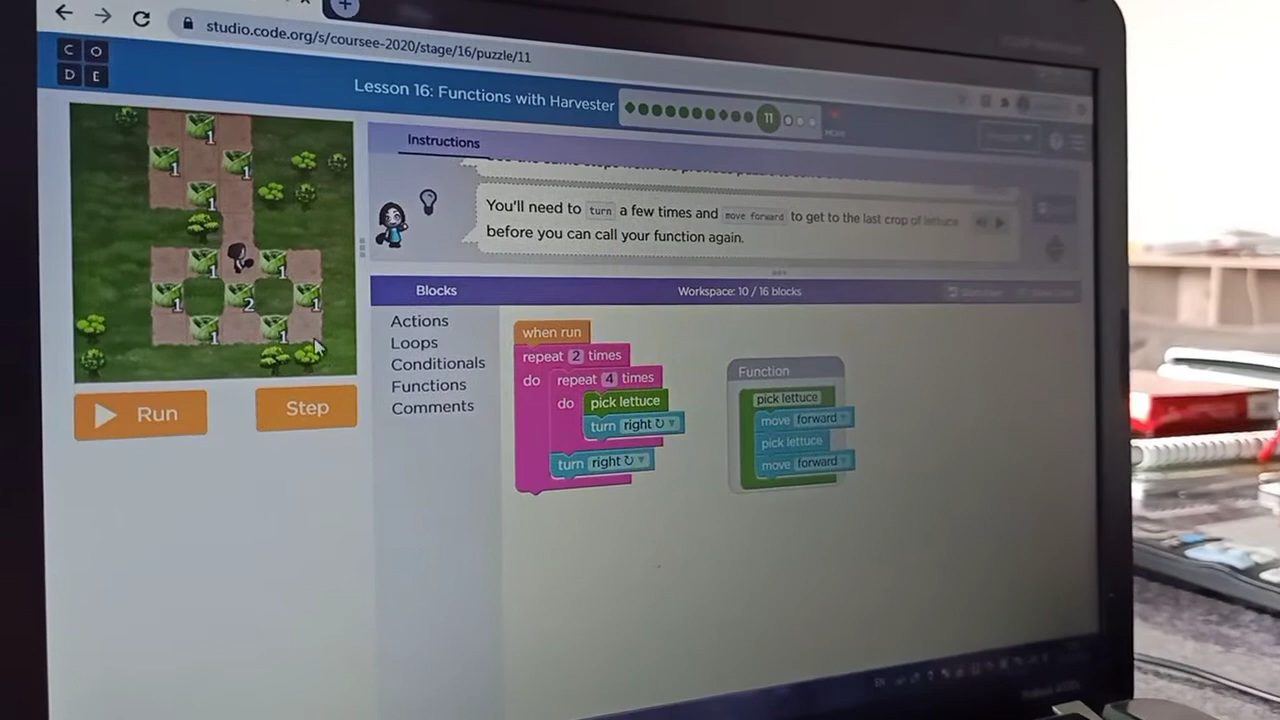 studio.code.org/s/coursee-2020/stage/16/puzzle/11
C O
D E
Lesson 16: Functions with Harvester
11
Instructions
You'll need to turn a few times and move forward to get to the last crop of lettuce
before you can call your function again.
Blocks
Workspace: 10 / 16 blocks
1
1
1
1
1
1
1
2
1
1
1
Run
Step
Actions
Loops
Conditionals
Functions
Comments
when run
repeat 2 times
do
repeat 4 times
do
pick lettuce
turn right
turn right
Function
pick lettuce
move forward
pick lettuce
move forward
EN